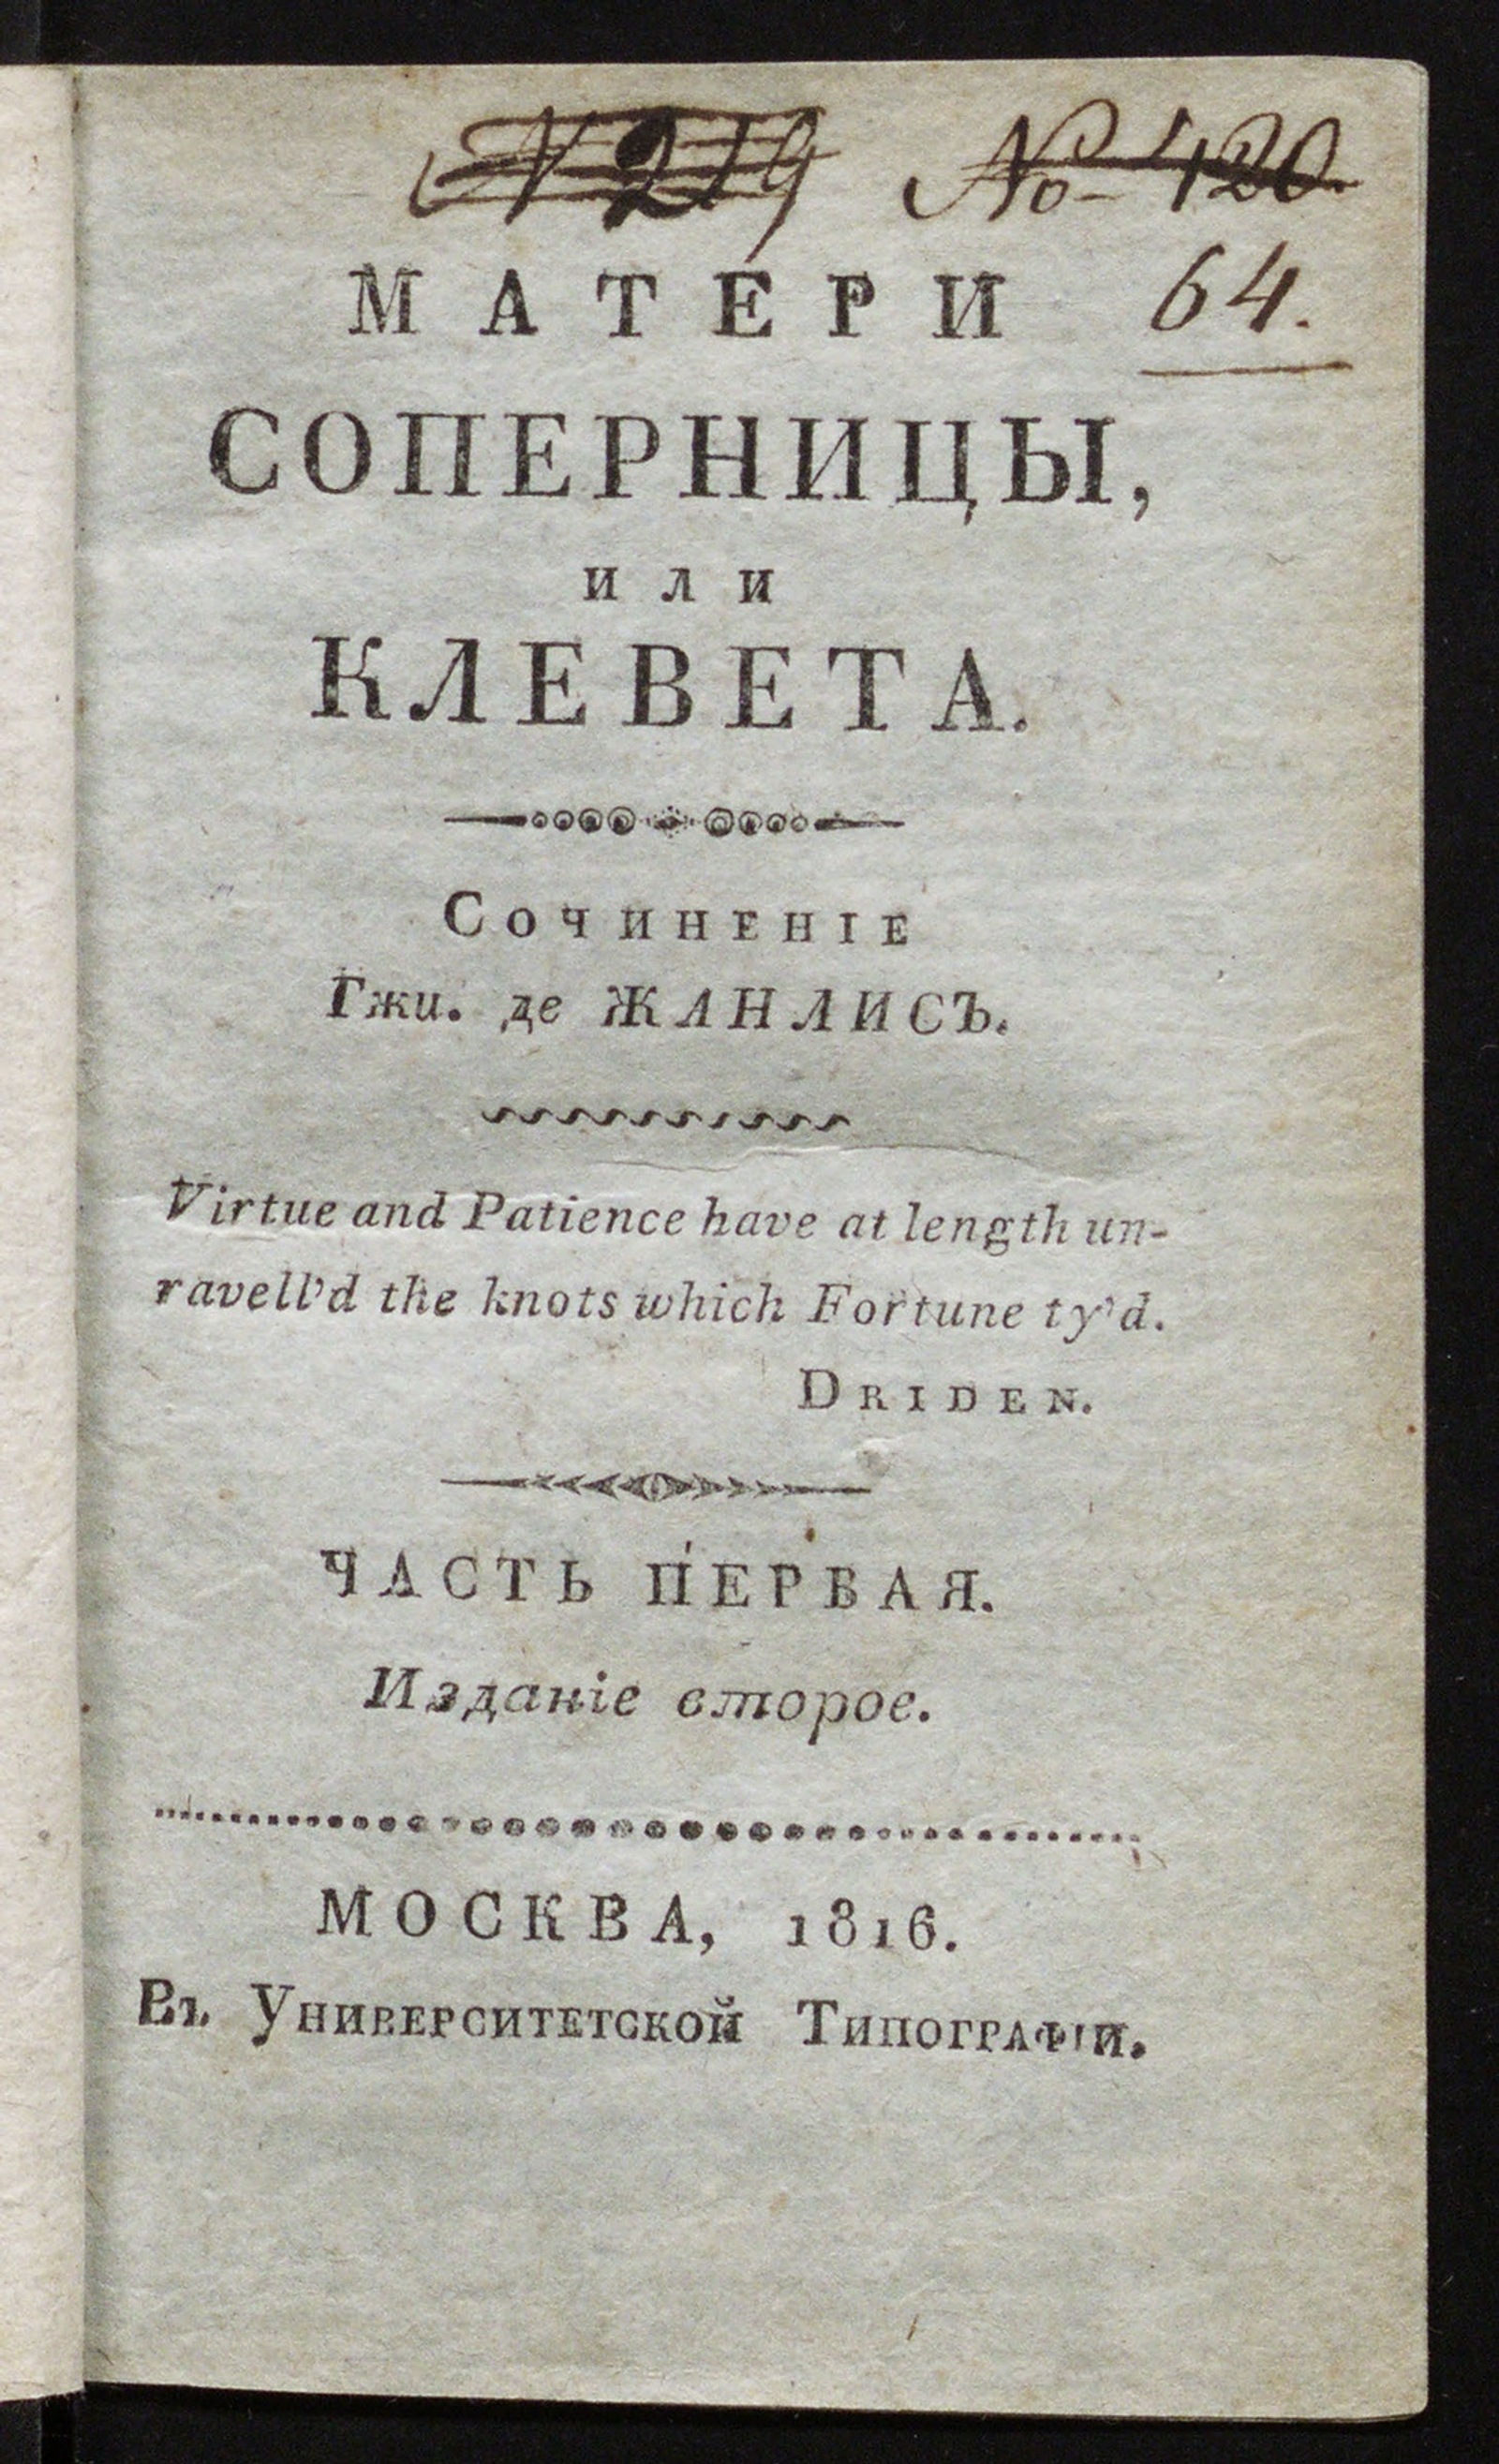 N 219 No 420.
МАТЕРИ 64.
СОПЕРНИЦЫ,
или
КЛЕВЕТА.
Сочиненіе
Гжи. де ЖАНЛИСЪ.
Virtue and Patience have at length un-
ravell'd the knots which Fortune ty'd.
Driden.
ЧАСТЬ ПЕРВАЯ.
Изданіе второе.
МОСКВА, 1816.
Въ Университетской Типографіи.